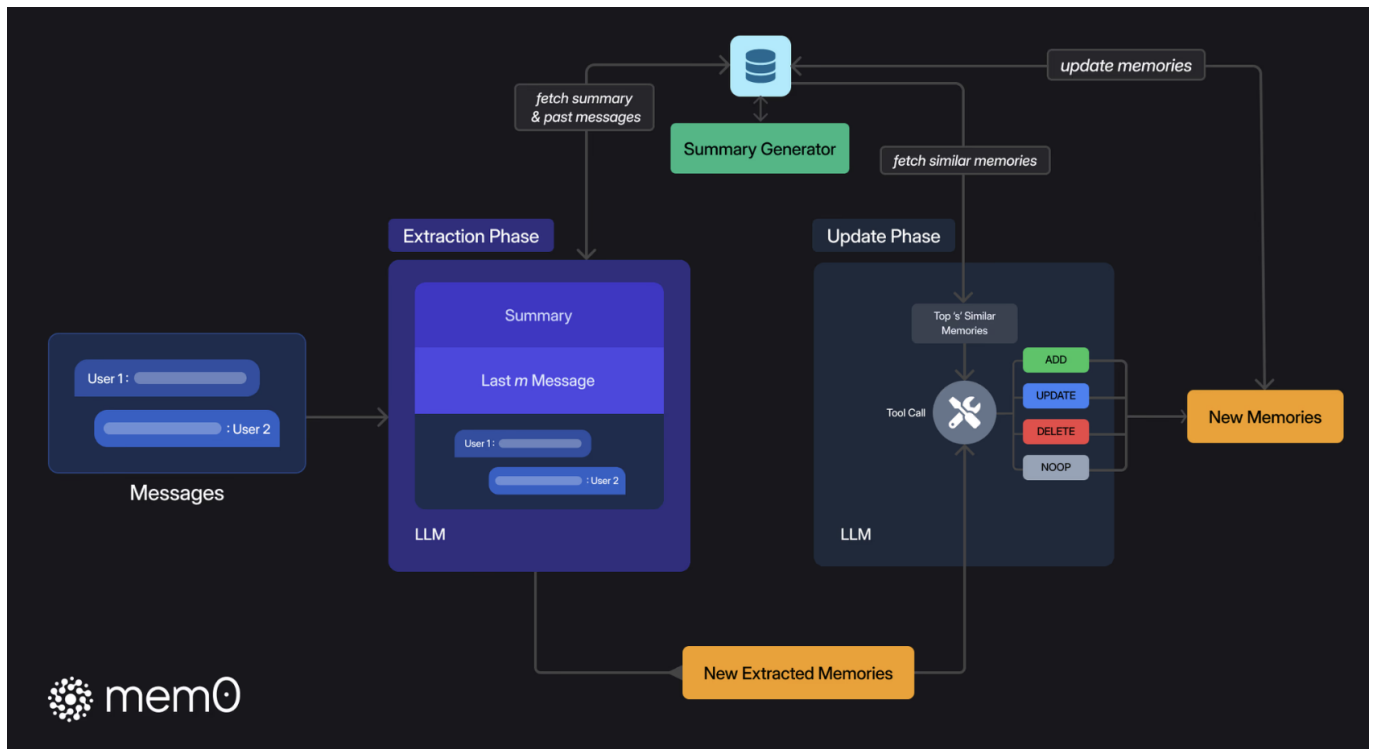 update memories
fetch summary
& past messages
Summary Generator
fetch similar memories
Extraction Phase
Update Phase
Summary
Top 's' Similar
Memories
Last m Message
ADD
User 1 :
UPDATE
Tool Call
New Memories
: User 2
DELETE
User 1 :
NOOP
: User 2
Messages
LLM
LLM
New Extracted Memories
mem0